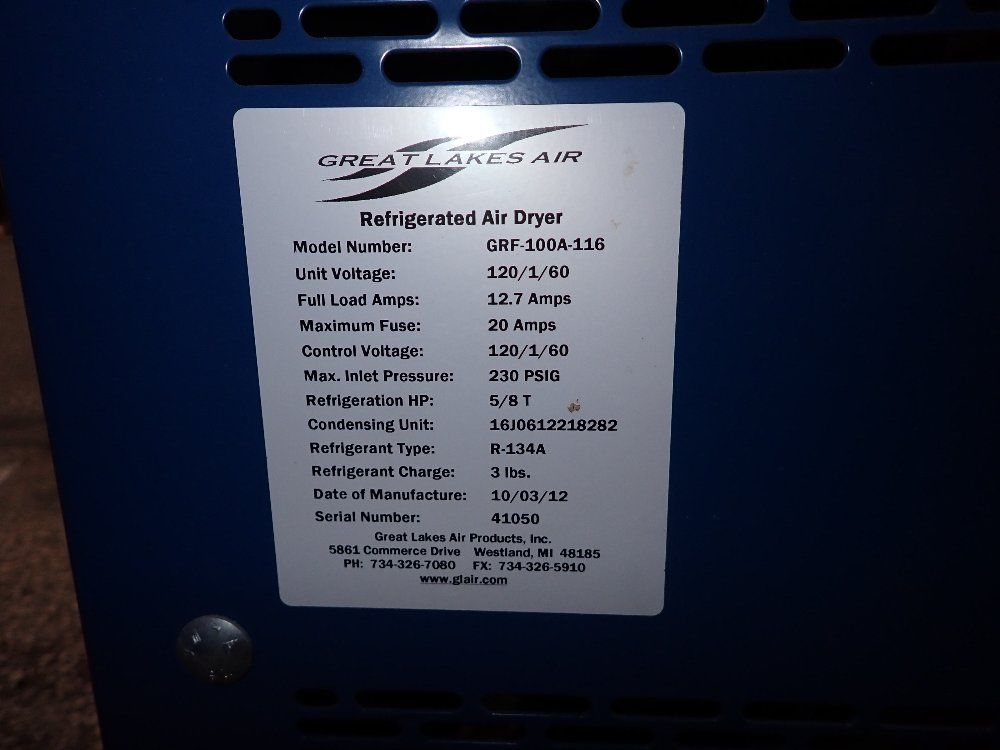 GREAT LAKES AIR
Refrigerated Air Dryer
Model Number: GRF-100A-116
Unit Voltage: 120/1/60
Full Load Amps: 12.7 Amps
Maximum Fuse: 20 Amps
Control Voltage: 120/1/60
Max. Inlet Pressure: 230 PSIG
Refrigeration HP: 5/8 T
Condensing Unit: 16J0612218282
Refrigerant Type: R-134A
Refrigerant Charge: 3 lbs.
Date of Manufacture: 10/03/12
Serial Number: 41050
Great Lakes Air Products, Inc.
5861 Commerce Drive Westland, MI 48185
PH: 734-326-7080 FX: 734-326-5910
www.glair.com